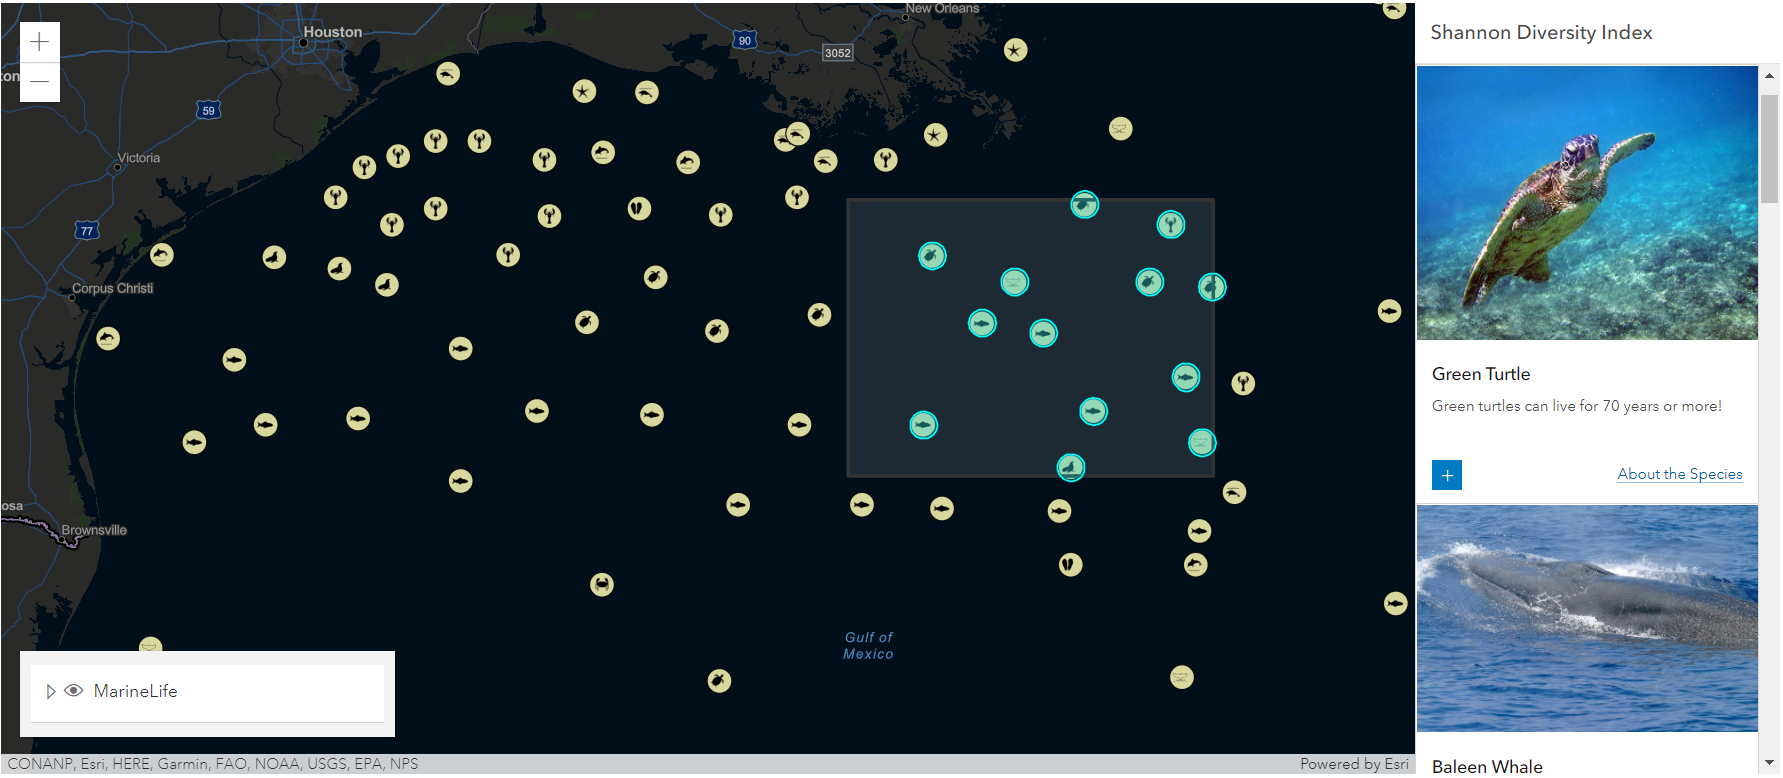 New Orleans
Houston
90
3052
ton
59
Victoria
77
Corpus Christi
osa
Brownsville
Gulf of
Mexico
MarineLife
CONANP, Esri, HERE, Garmin, FAO, NOAA, USGS, EPA, NPS
Powered by Esri
Shannon Diversity Index
Green Turtle
Green turtles can live for 70 years or more!
+
About the Species
Baleen Whale